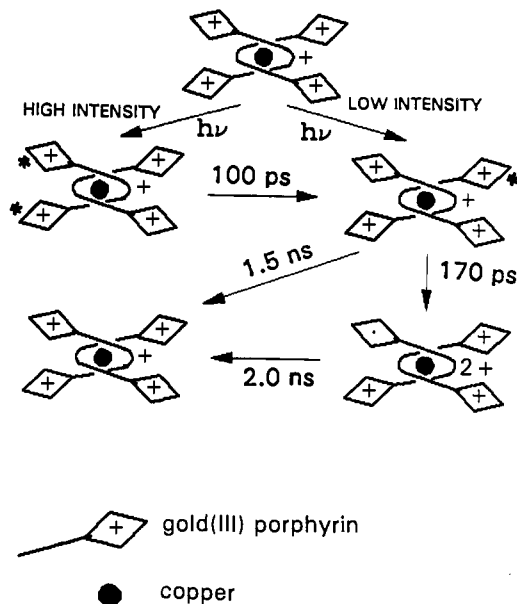 + +
+
+ +
HIGH INTENSITY
LOW INTENSITY
hν hν
* + +
+
* + +
100 ps
+ + *
+
+ +
1.5 ns
170 ps
+ +
+
+ +
2.0 ns
· +
2 +
+ +
+ gold(III) porphyrin
copper